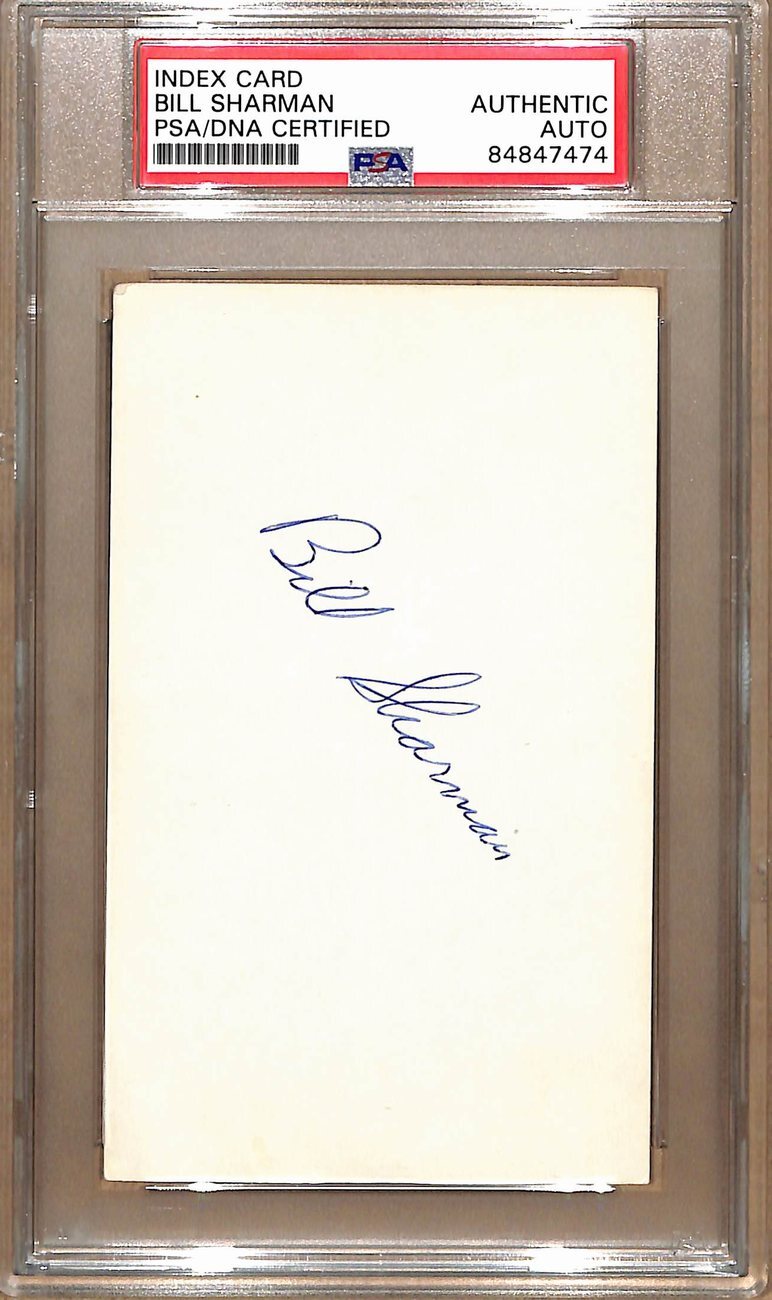 INDEX CARD
BILL SHARMAN
PSA/DNA CERTIFIED
AUTHENTIC
AUTO
84847474
PSA
Bill Sharman